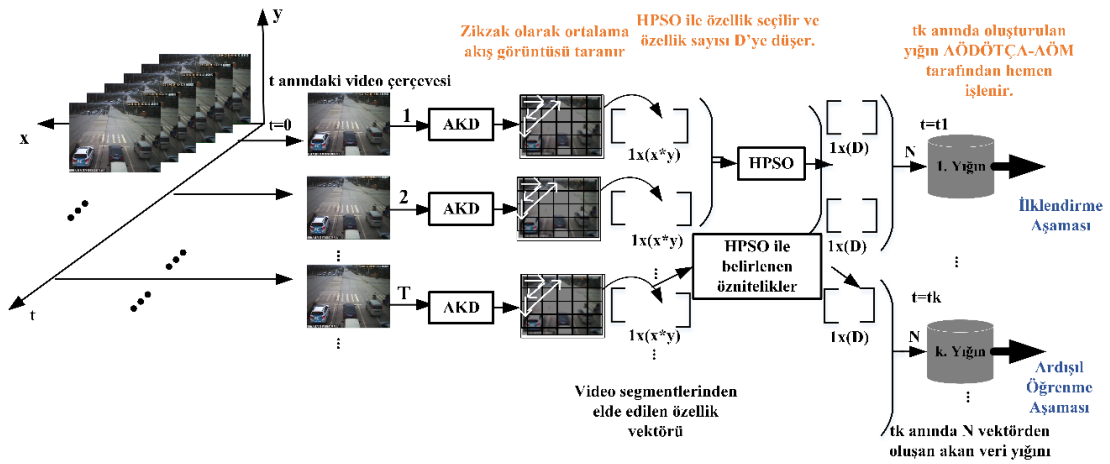 y
x
t=0
t
t anındaki video çerçevesi
Zikzak olarak ortalama
akış görüntüsü taranır
HPSO ile özellik seçilir ve
özellik sayısı D'ye düşer.
tk anında oluşturulan
yığın AÖDÖTÇA-AÖM
tarafından hemen
işlenir.
1
AKD
1x(x*y)
HPSO
1x(D)
N
t=t1
1. Yığın
İlklendirme
Aşaması
2
AKD
1x(x*y)
1x(D)
HPSO ile
belirlenen
öznitelikler
T
AKD
1x(x*y)
1x(D)
N
t=tk
k. Yığın
Ardışıl
Öğrenme
Aşaması
Video segmentlerinden
elde edilen özellik
vektörü
tk anında N vektörden
oluşan akan veri yığını